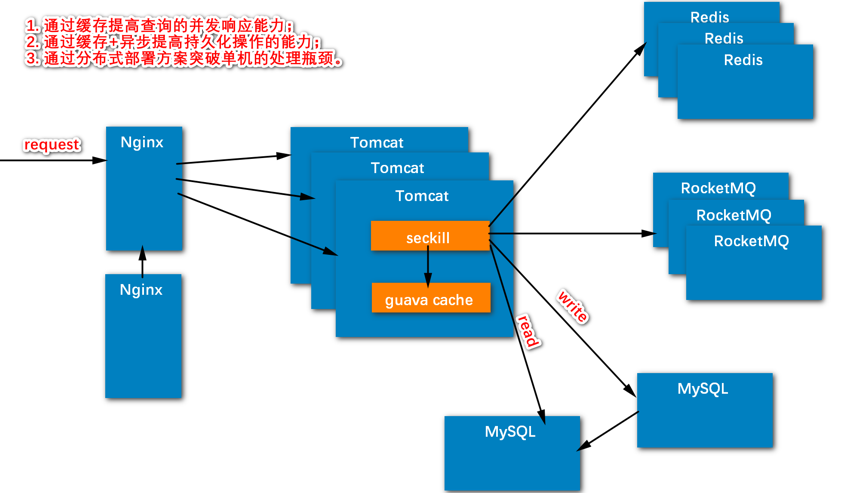 1. 通过缓存提高查询的并发响应能力；
2. 通过缓存+异步提高持久化操作的能力；
3. 通过分布式部署方案突破单机的处理瓶颈。
request
Nginx
Nginx
Tomcat
Tomcat
Tomcat
seckill
guava cache
Redis
Redis
Redis
RocketMQ
RocketMQ
RocketMQ
write
read
MySQL
MySQL